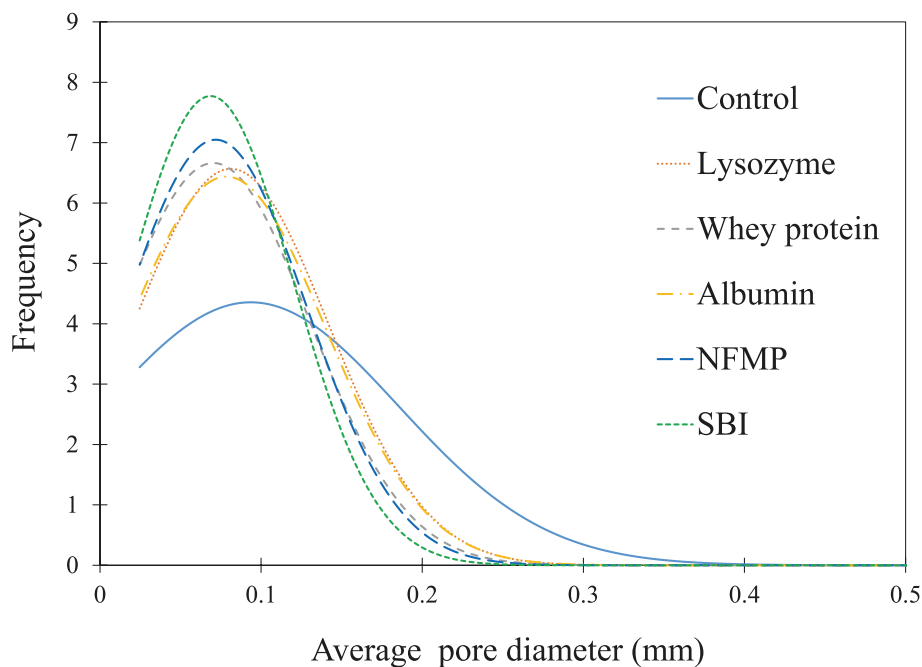 9
8
7
6
5
4
3
2
1
0
Frequency
0
0.1
0.2
0.3
0.4
0.5
Average pore diameter (mm)
Control
Lysozyme
Whey protein
Albumin
NFMP
SBI